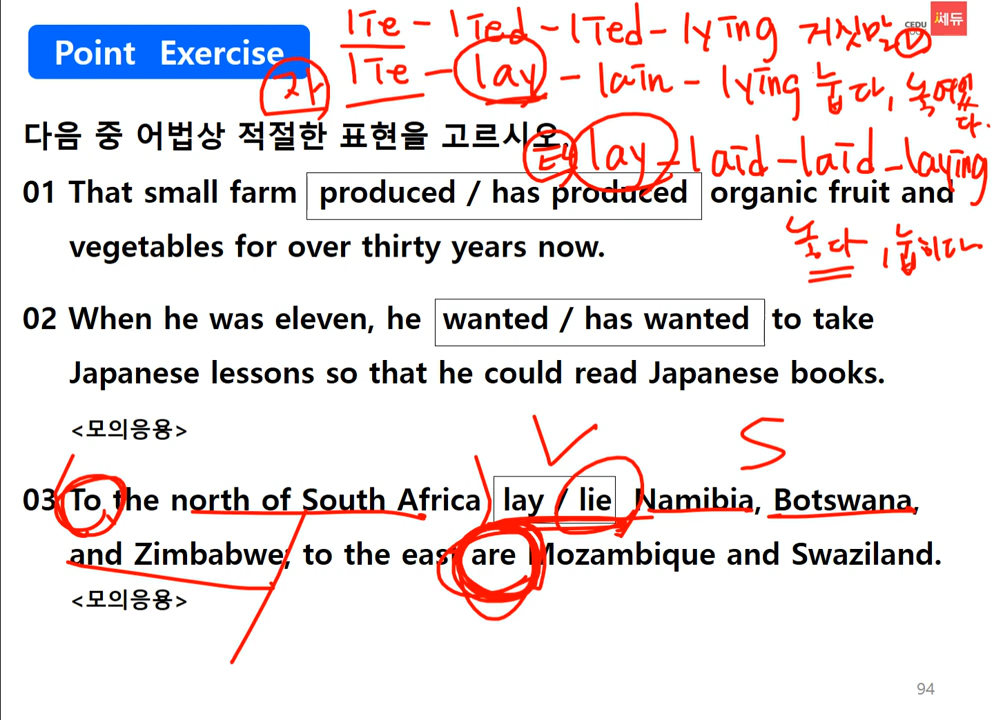 lie - lied - lied - lying 거짓말 ⓥ
CEDU
쎄듀
Point Exercise
자 lie - lay - lain - lying 눕다, 놓여있다.
다음 중 어법상 적절한 표현을 고르시오.
타 lay - laid - laid - laying
01 That small farm produced / has produced organic fruit and
vegetables for over thirty years now.
놓다, 눕히다
02 When he was eleven, he wanted / has wanted to take
Japanese lessons so that he could read Japanese books.
<모의응용>
V S
03 To the north of South Africa lay / lie Namibia, Botswana,
and Zimbabwe; to the east are Mozambique and Swaziland.
<모의응용>
94